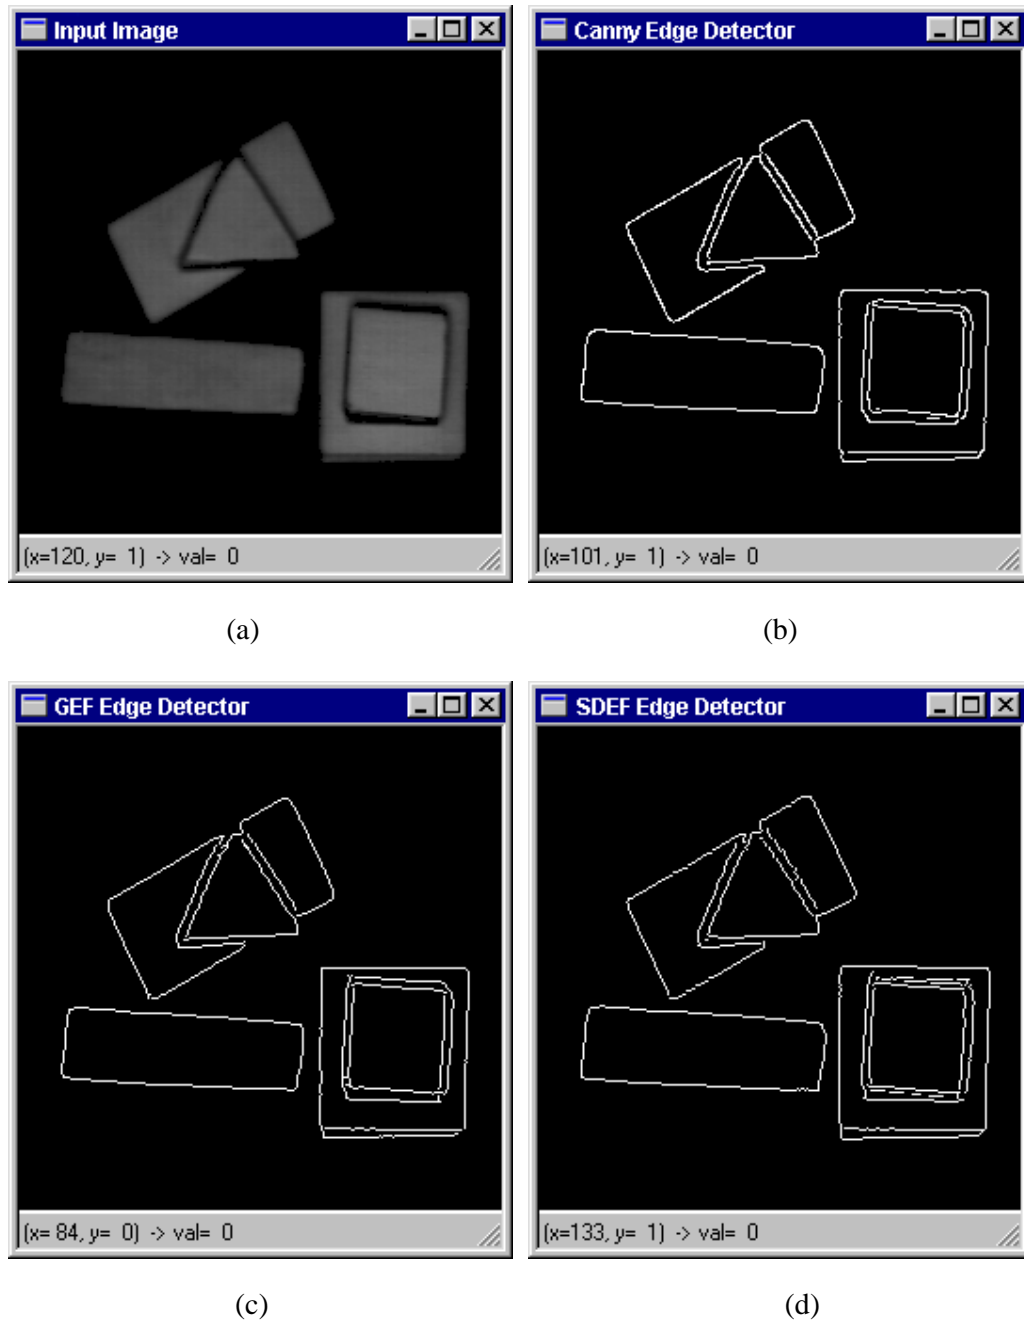 Input Image
Canny Edge Detector
(x=120, y= 1) -> val= 0
(x=101, y= 1) -> val= 0
(a)
(b)
GEF Edge Detector
SDEF Edge Detector
(x= 84, y= 0) -> val= 0
(x=133, y= 1) -> val= 0
(c)
(d)